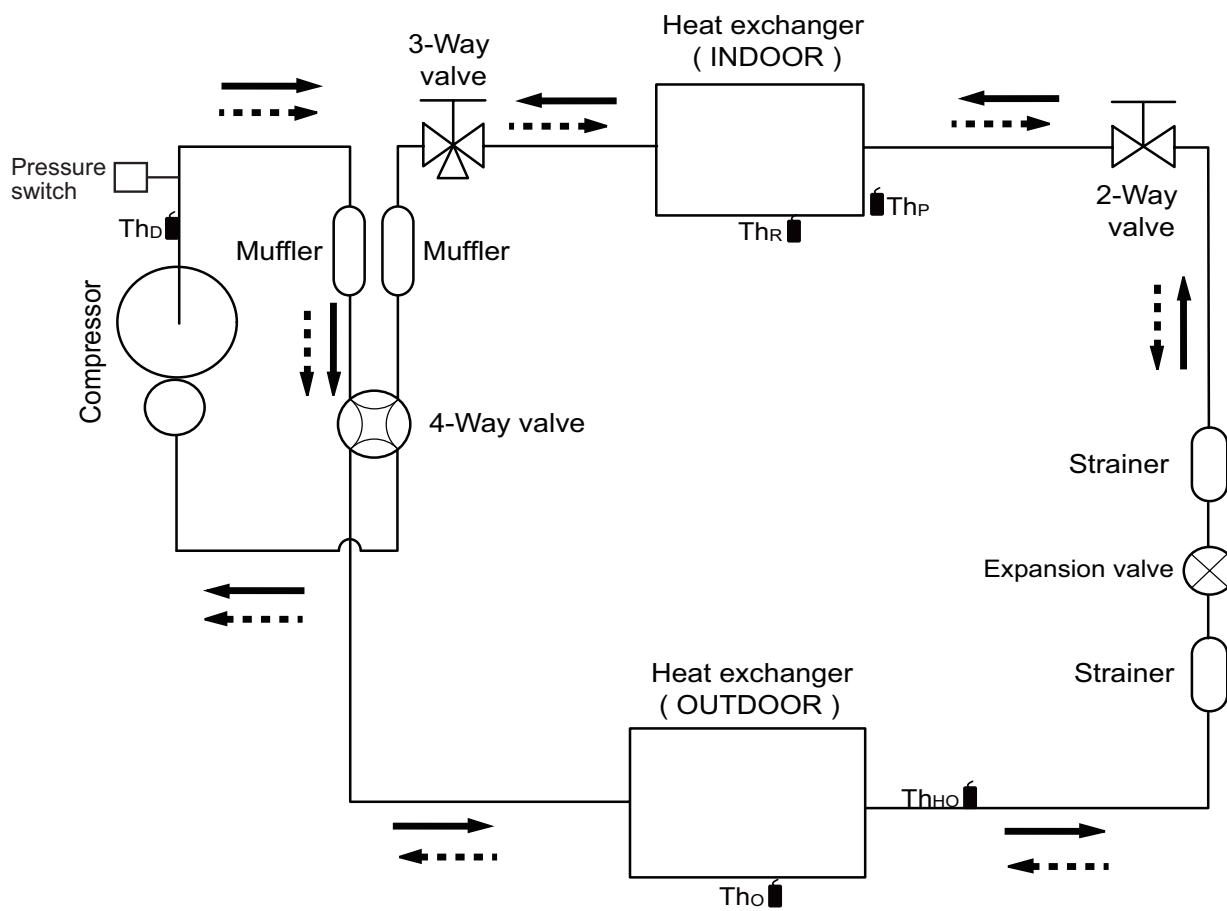 Heat exchanger
( INDOOR )
3-Way
valve
Pressure
switch
ThD
Muffler
Muffler
ThR
ThP
2-Way
valve
Compressor
4-Way valve
Strainer
Expansion valve
Strainer
Heat exchanger
( OUTDOOR )
ThHO
ThO